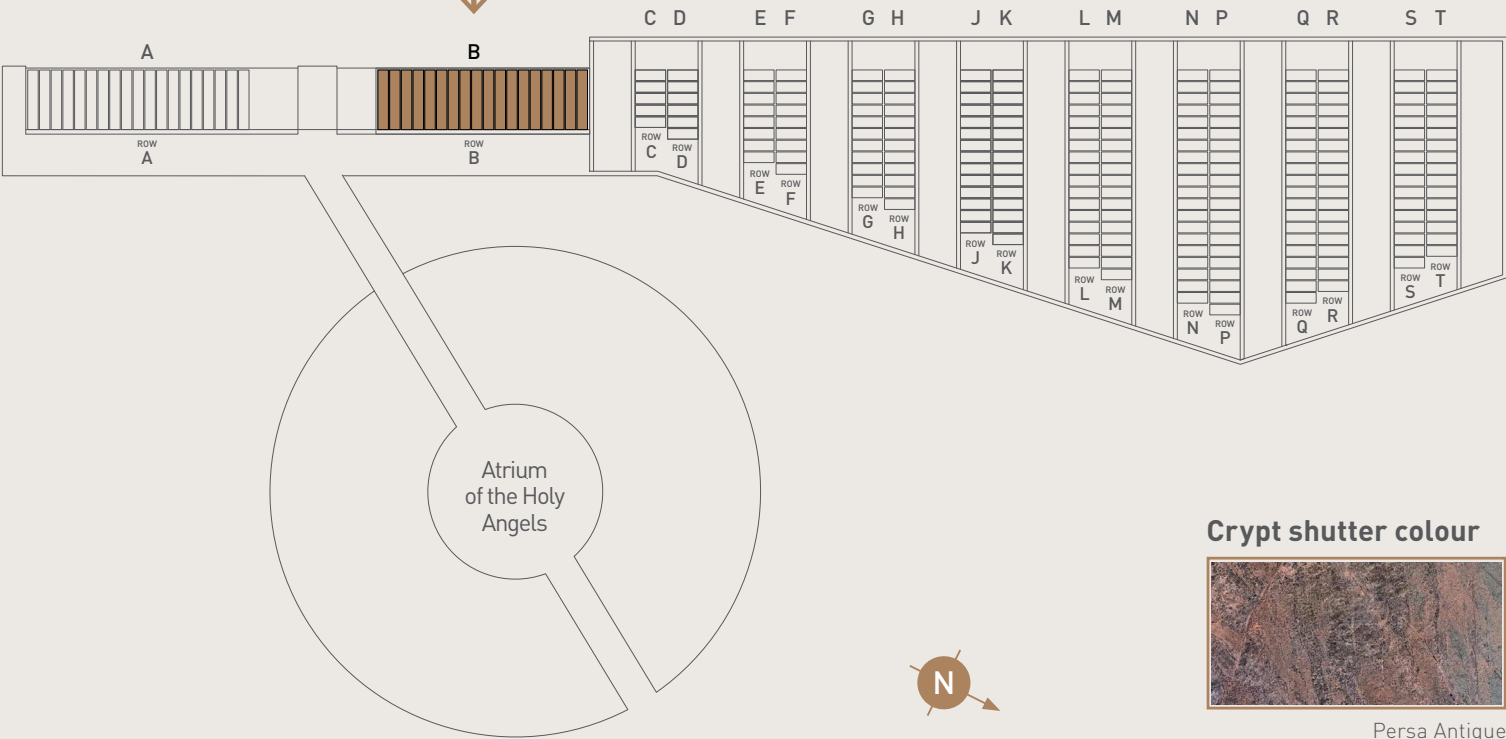 C D E F G H J K L M N P Q R S T
A B
ROW
A
ROW
B
ROW
C
ROW
D
ROW
E
ROW
F
ROW
G
ROW
H
ROW
J
ROW
K
ROW
L
ROW
M
ROW
N
ROW
P
ROW
Q
ROW
R
ROW
S
ROW
T
Atrium
of the Holy
Angels
Crypt shutter colour
N
Persa Antique